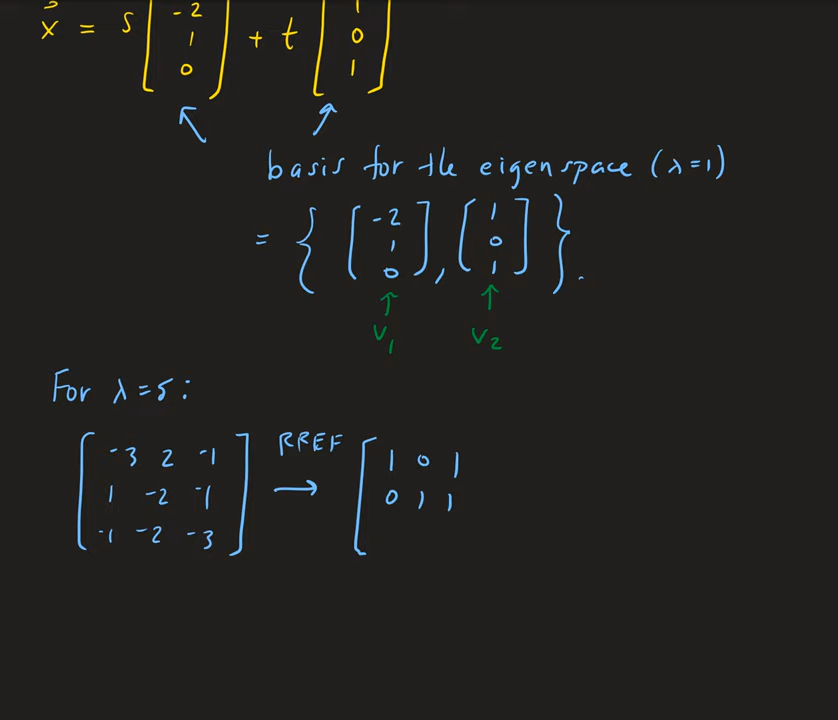 x = s [ -2 1 0 ] + t [ 1 0 1 ]
basis for the eigenspace (λ=1)
= { [ -2 1 0 ], [ 1 0 1 ] }.
v1 v2
For λ=5:
[ -3 2 -1 RREF [ 1 0 1
1 -2 -1 → 0 1 1
-1 -2 -3 ]